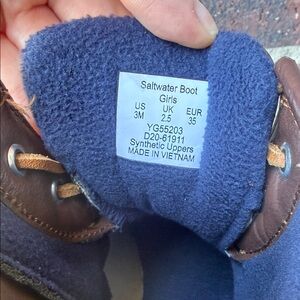 Saltwater Boot
Girls
US UK EUR
3M 2.5 35
YG55203
D20-61911
Synthetic Uppers
MADE IN VIETNAM